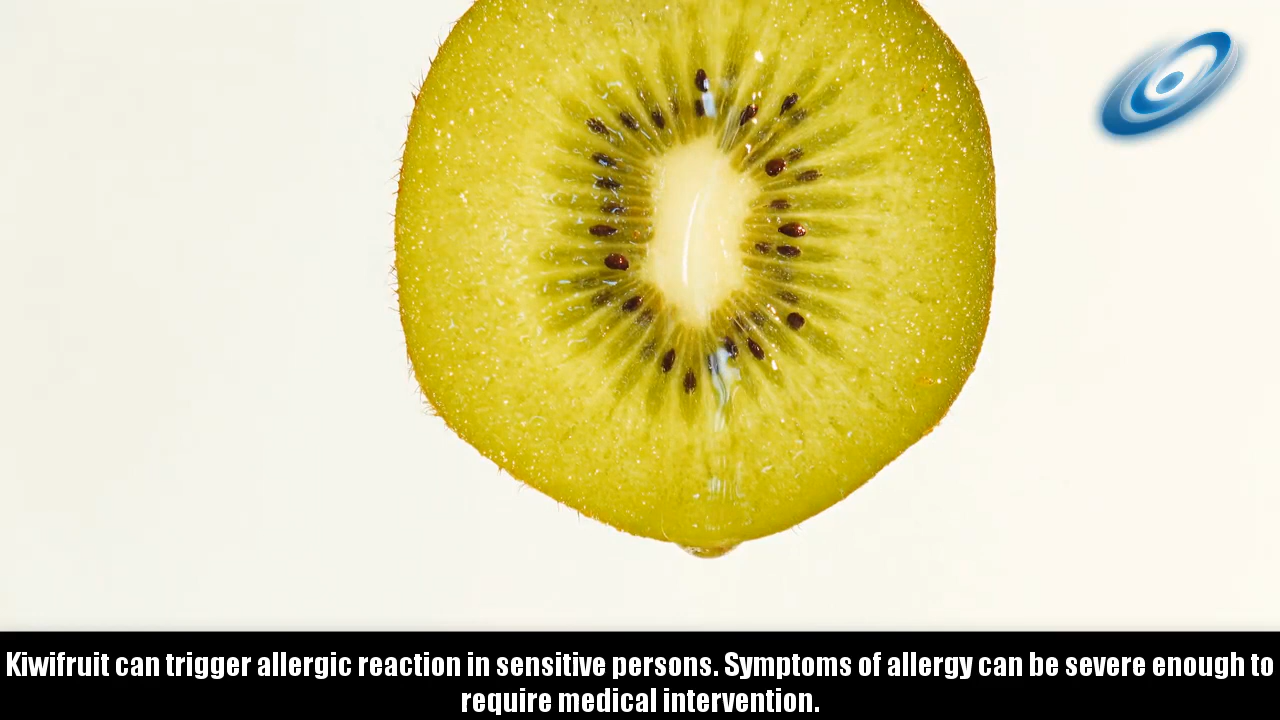 Kiwifruit can trigger allergic reaction in sensitive persons. Symptoms of allergy can be severe enough to
require medical intervention.